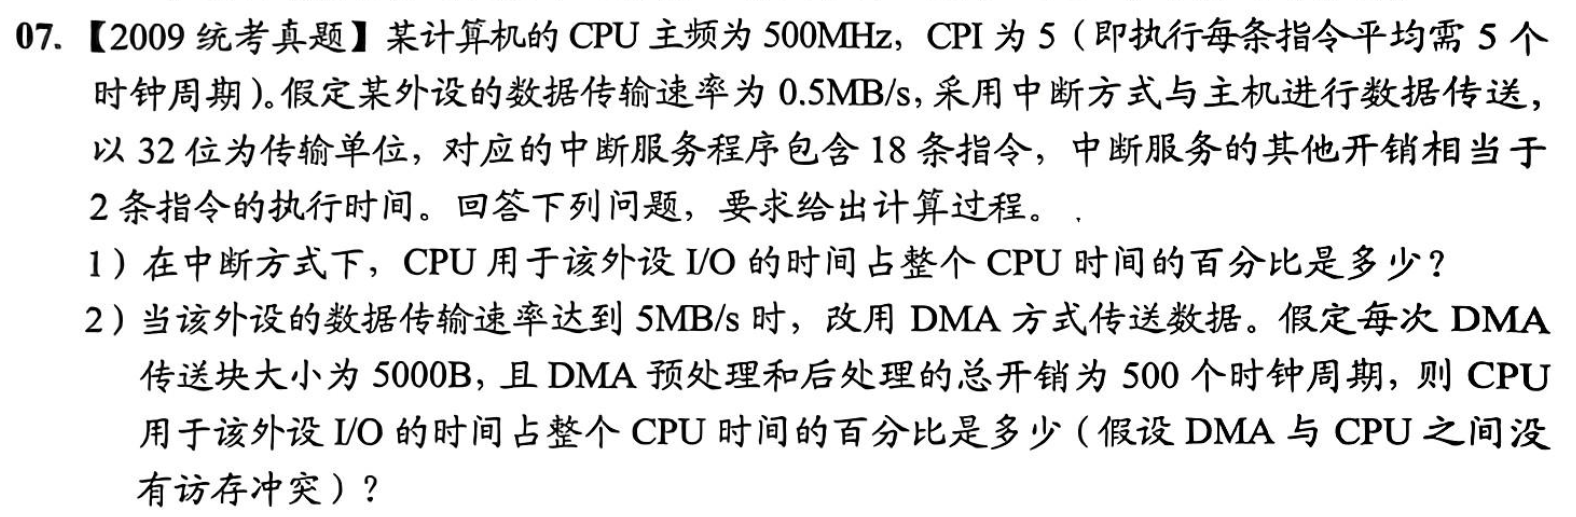 07.【2009 统考真题】某计算机的 CPU 主频为 500MHz，CPI 为 5（即执行每条指令平均需 5 个
时钟周期）。假定某外设的数据传输速率为 0.5MB/s，采用中断方式与主机进行数据传送，
以 32 位为传输单位，对应的中断服务程序包含 18 条指令，中断服务的其他开销相当于
2 条指令的执行时间。回答下列问题，要求给出计算过程。
1）在中断方式下，CPU 用于该外设 I/O 的时间占整个 CPU 时间的百分比是多少？
2）当该外设的数据传输速率达到 5MB/s 时，改用 DMA 方式传送数据。假定每次 DMA
传送块大小为 5000B，且 DMA 预处理和后处理的总开销为 500 个时钟周期，则 CPU
用于该外设 I/O 的时间占整个 CPU 时间的百分比是多少（假设 DMA 与 CPU 之间没
有访存冲突）？